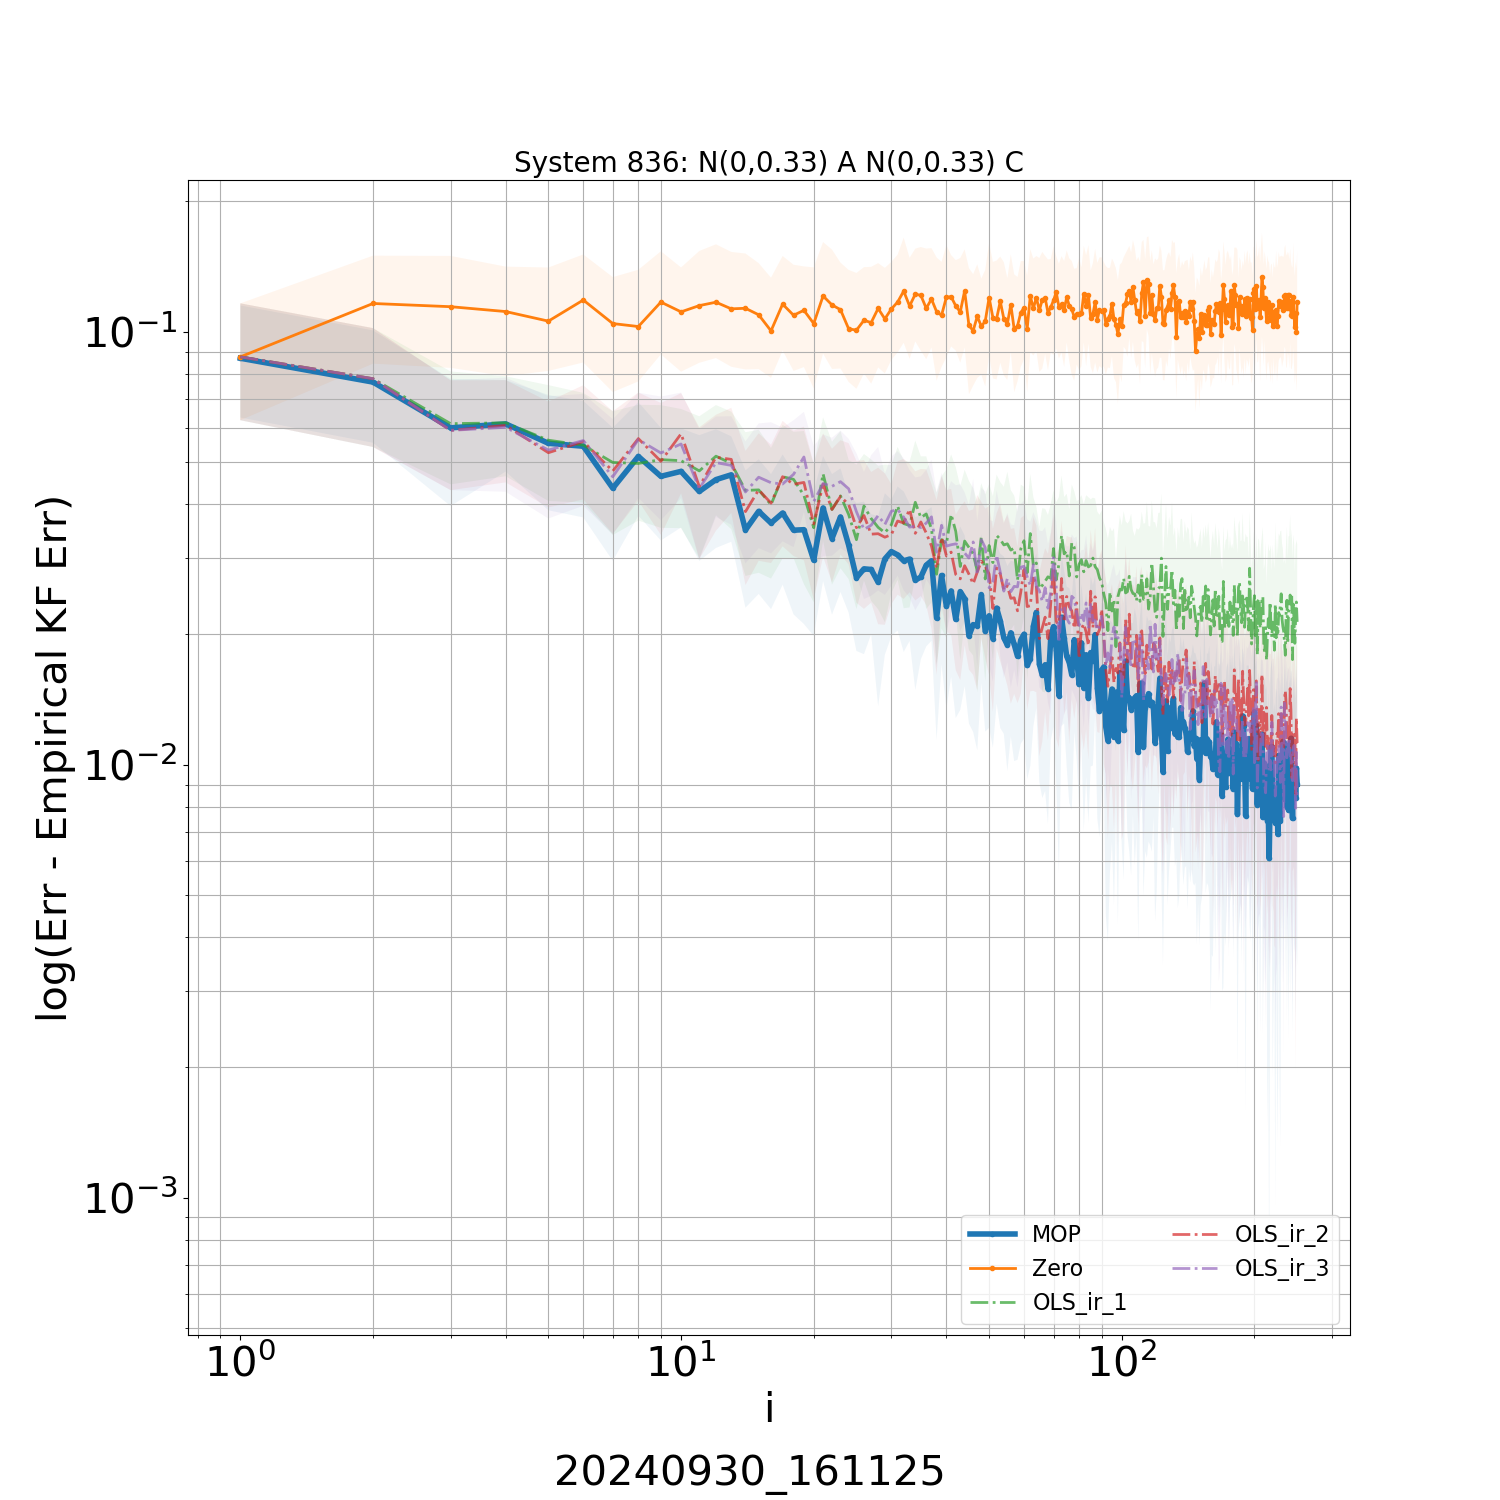 System 836: N(0,0.33) A N(0,0.33) C
log(Err - Empirical KF Err)
10⁻¹
10⁻²
10⁻³
MOP
Zero
OLS_ir_1
OLS_ir_2
OLS_ir_3
10⁰ 10¹ 10²
i
20240930_161125